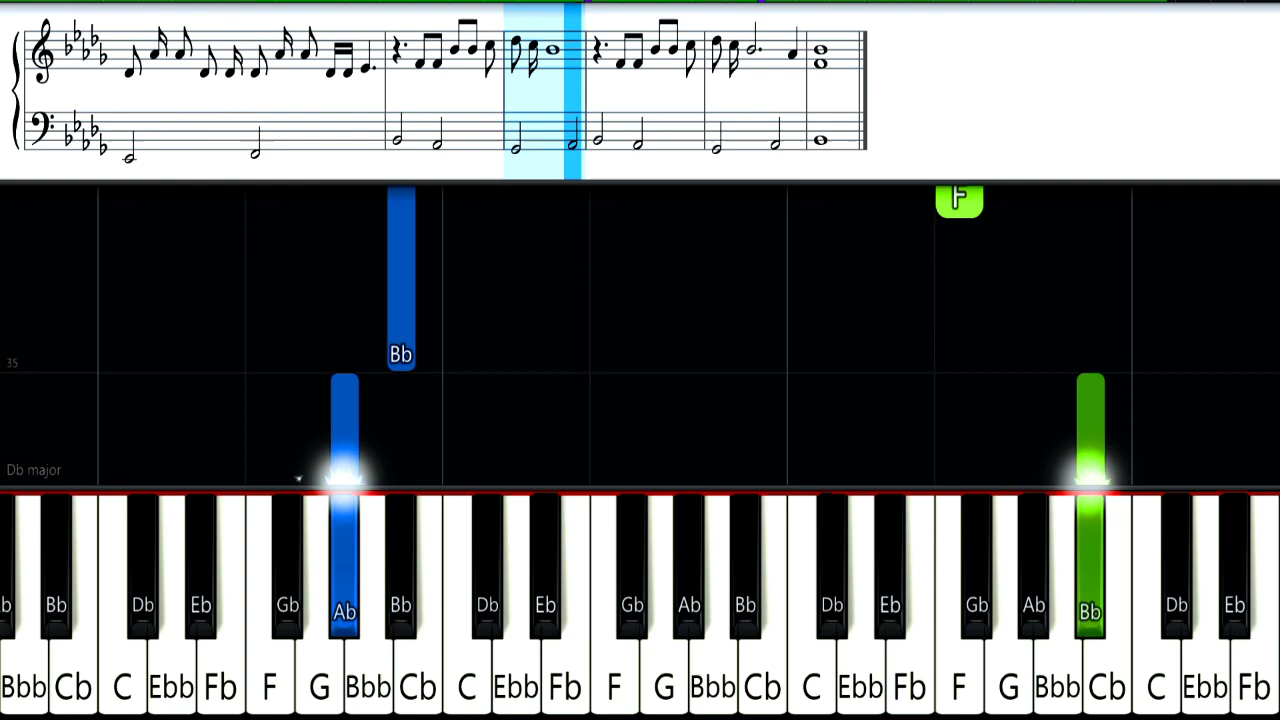 F
Bb
35
Db major
b Bb Db Eb Gb Ab Bb Db Eb Gb Ab Bb Db Eb Gb Ab Bb Db Eb
Bbb Cb C Ebb Fb F G Bbb Cb C Ebb Fb F G Bbb Cb C Ebb Fb F G Bbb Cb C Ebb Fb